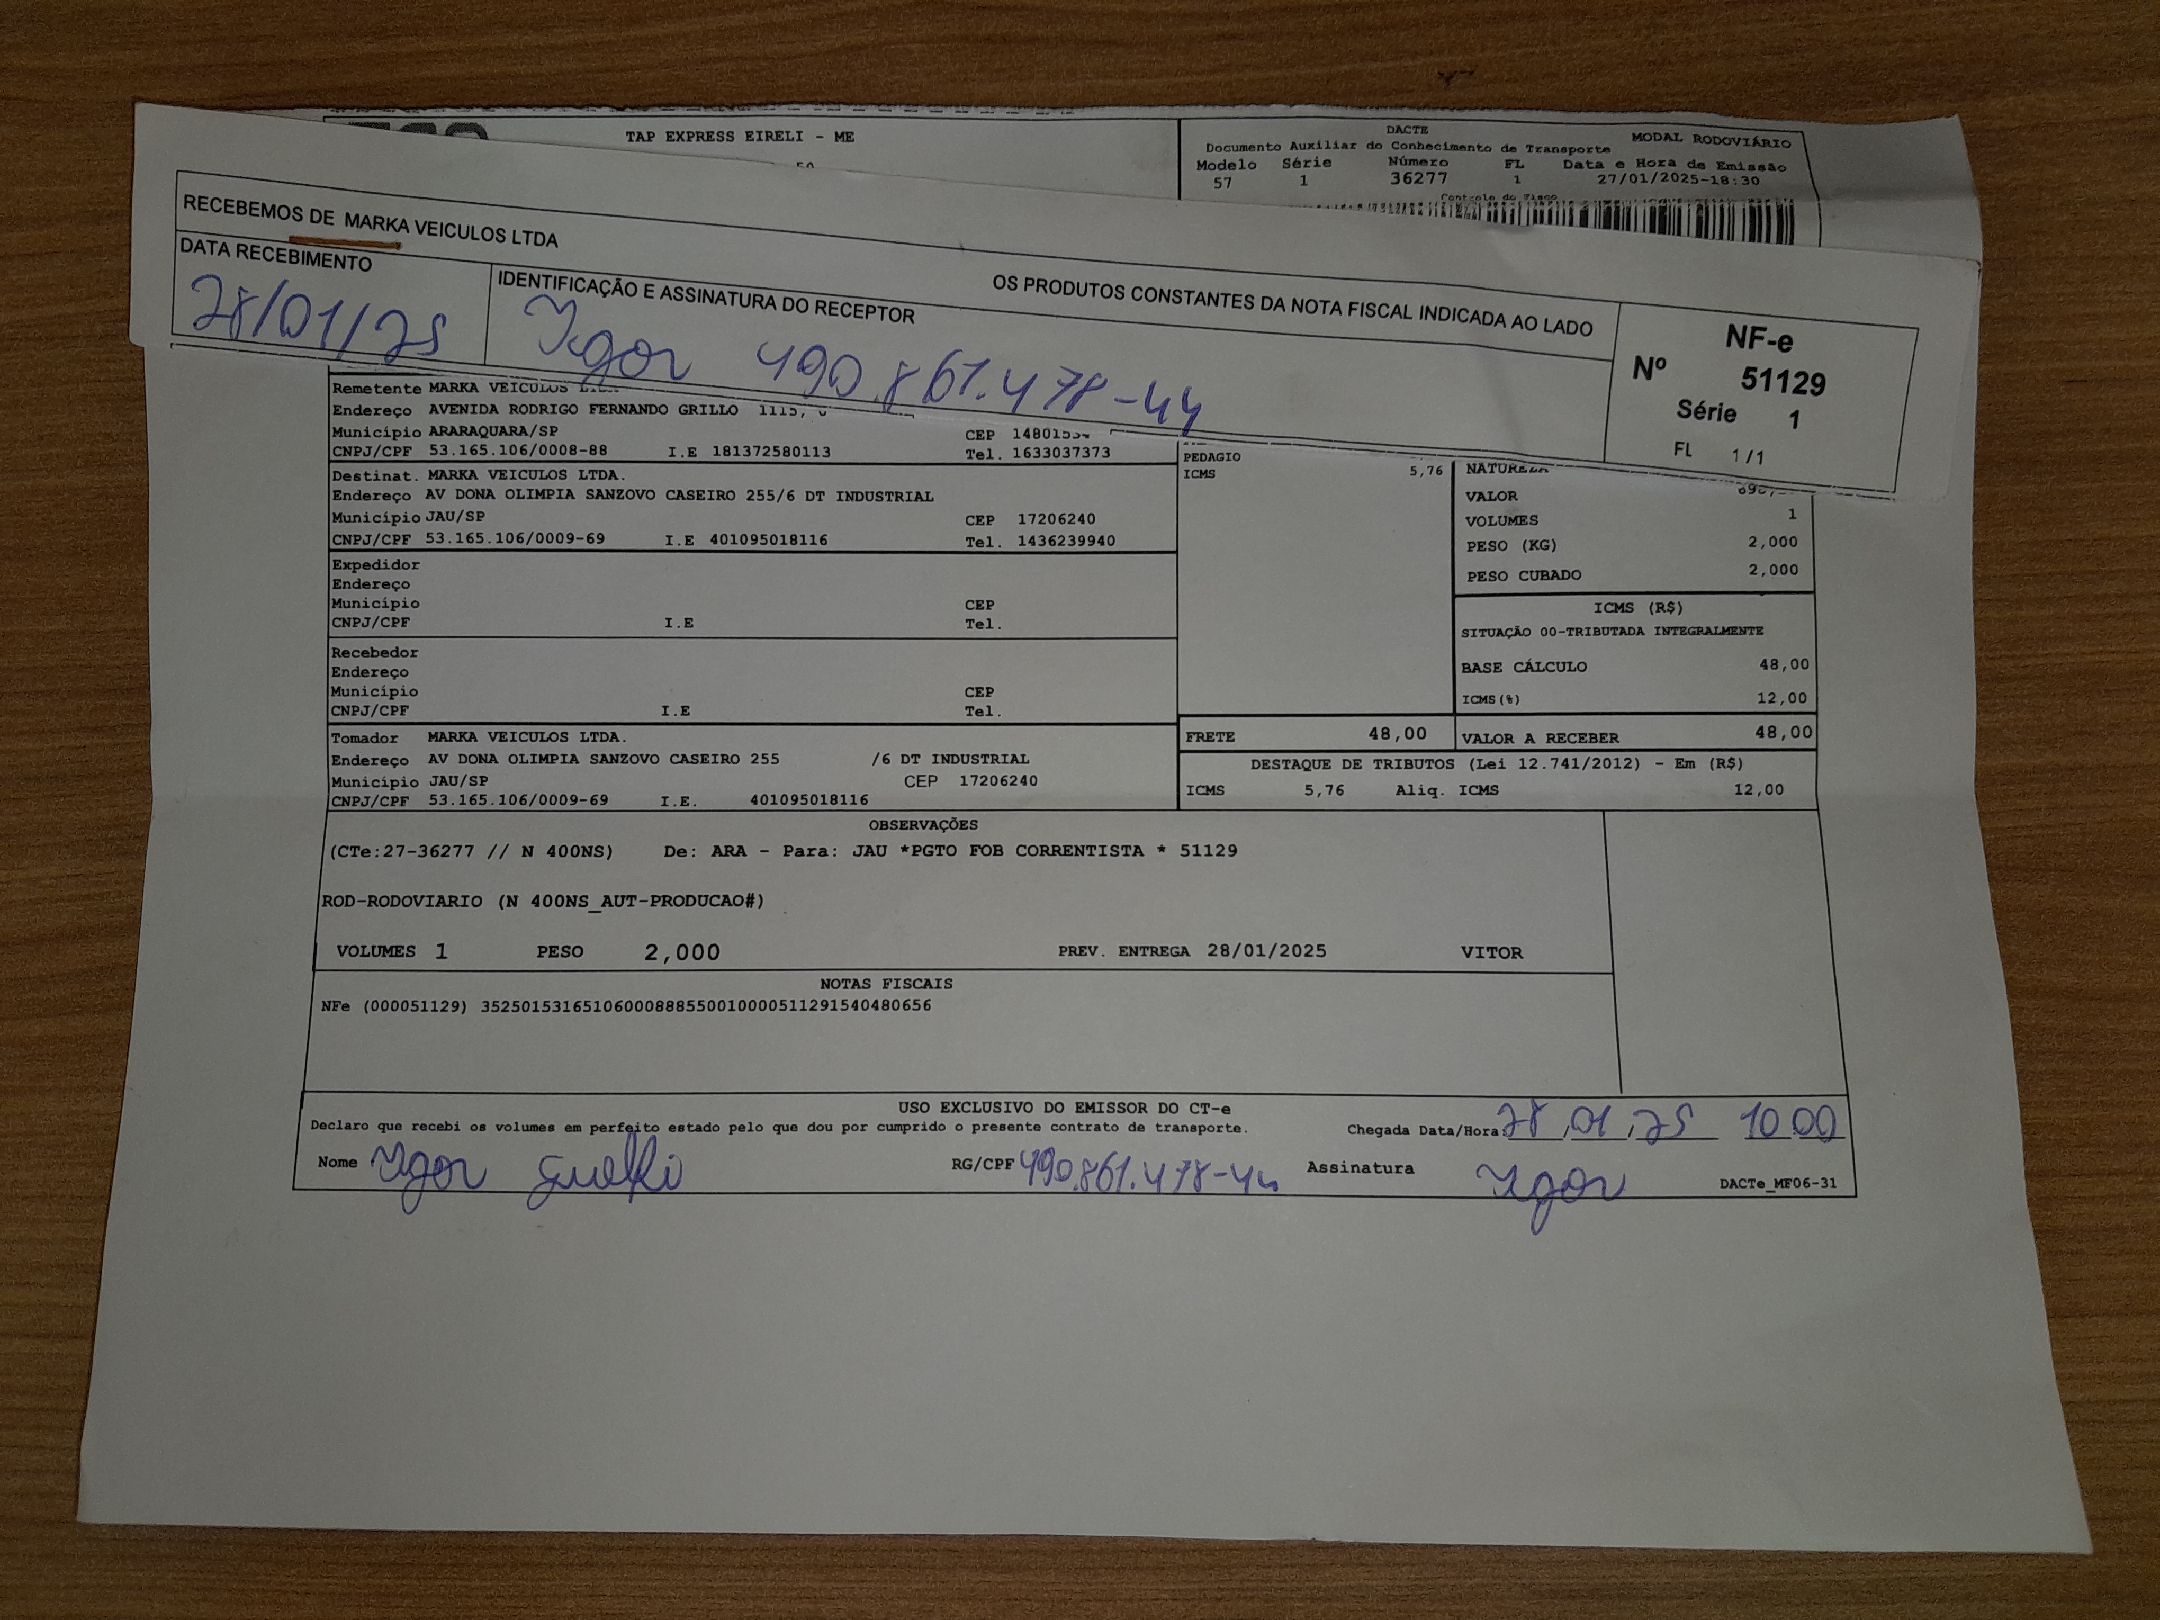 TAP EXPRESS EIRELI - ME
DACTE
MODAL RODOVIÁRIO
Documento Auxiliar do Conhecimento de Transporte
Modelo Série Número FL Data e Hora de Emissão
57 1 36277 1 27/01/2025-18:30
Controle do Fisco
RECEBEMOS DE MARKA VEICULOS LTDA
OS PRODUTOS CONSTANTES DA NOTA FISCAL INDICADA AO LADO
DATA RECEBIMENTO
28/01/25
IDENTIFICAÇÃO E ASSINATURA DO RECEPTOR
Igor 490.861.478-44
NF-e
Nº 51129
Série 1
FL 1/1
Remetente MARKA VEICULOS
Endereço AVENIDA RODRIGO FERNANDO GRILLO 1115,
Município ARARAQUARA/SP CEP 1480153
CNPJ/CPF 53.165.106/0008-88 I.E 181372580113 Tel. 1633037373
Destinat. MARKA VEICULOS LTDA.
Endereço AV DONA OLIMPIA SANZOVO CASEIRO 255/6 DT INDUSTRIAL
Município JAU/SP CEP 17206240
CNPJ/CPF 53.165.106/0009-69 I.E 401095018116 Tel. 1436239940
Expedidor
Endereço
Município CEP
CNPJ/CPF I.E Tel.
Recebedor
Endereço
Município CEP
CNPJ/CPF I.E Tel.
Tomador MARKA VEICULOS LTDA.
Endereço AV DONA OLIMPIA SANZOVO CASEIRO 255 /6 DT INDUSTRIAL
Município JAU/SP CEP 17206240
CNPJ/CPF 53.165.106/0009-69 I.E. 401095018116
PEDAGIO
ICMS 5,76
NATUREZA
VALOR
VOLUMES 1
PESO (KG) 2,000
PESO CUBADO 2,000
ICMS (R$)
SITUAÇÃO 00-TRIBUTADA INTEGRALMENTE
BASE CÁLCULO 48,00
ICMS(%) 12,00
FRETE 48,00 VALOR A RECEBER 48,00
DESTAQUE DE TRIBUTOS (Lei 12.741/2012) - Em (R$)
ICMS 5,76 Aliq. ICMS 12,00
OBSERVAÇÕES
(CTe:27-36277 // N 400NS) De: ARA - Para: JAU *PGTO FOB CORRENTISTA * 51129
ROD-RODOVIARIO (N 400NS_AUT-PRODUCAO#)
VOLUMES 1 PESO 2,000 PREV. ENTREGA 28/01/2025 VITOR
NOTAS FISCAIS
NFe (000051129) 35250153165106000888550010000511291540480656
USO EXCLUSIVO DO EMISSOR DO CT-e
Declaro que recebi os volumes em perfeito estado pelo que dou por cumprido o presente contrato de transporte. Chegada Data/Hora: 28/01/25 10 00
Nome Igor RG/CPF 490.861.478-44 Assinatura Igor
DACTe_MF06-31